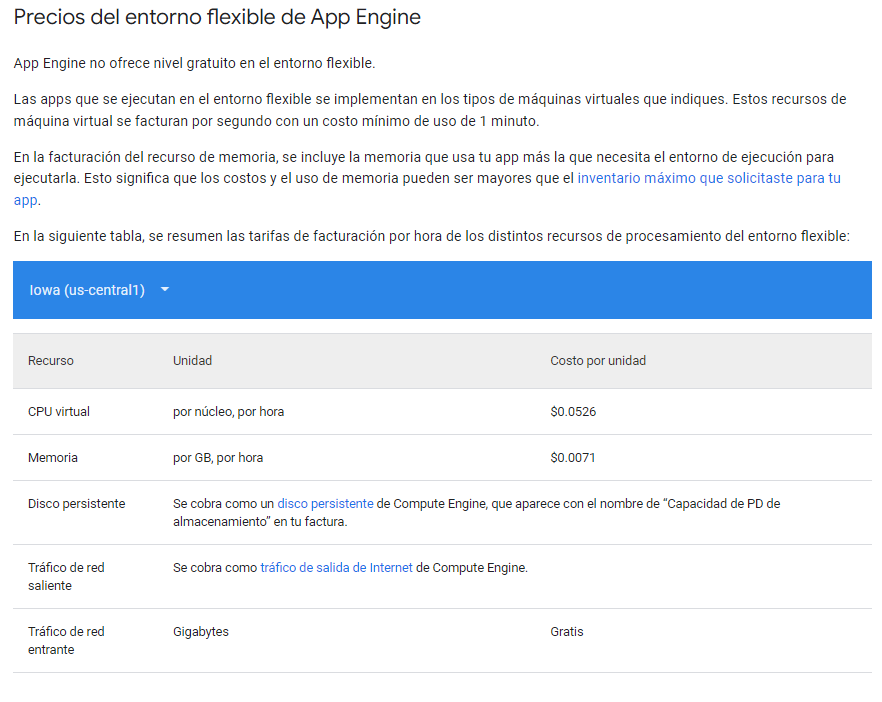 Precios del entorno flexible de App Engine
App Engine no ofrece nivel gratuito en el entorno flexible.
Las apps que se ejecutan en el entorno flexible se implementan en los tipos de máquinas virtuales que indiques. Estos recursos de
máquina virtual se facturan por segundo con un costo mínimo de uso de 1 minuto.
En la facturación del recurso de memoria, se incluye la memoria que usa tu app más la que necesita el entorno de ejecución para
ejecutarla. Esto significa que los costos y el uso de memoria pueden ser mayores que el inventario máximo que solicitaste para tu
app.
En la siguiente tabla, se resumen las tarifas de facturación por hora de los distintos recursos de procesamiento del entorno flexible:
Iowa (us-central1)
Recurso Unidad Costo por unidad
CPU virtual por núcleo, por hora $0.0526
Memoria por GB, por hora $0.0071
Disco persistente Se cobra como un disco persistente de Compute Engine, que aparece con el nombre de “Capacidad de PD de
almacenamiento” en tu factura.
Tráfico de red Se cobra como tráfico de salida de Internet de Compute Engine.
saliente
Tráfico de red Gigabytes Gratis
entrante